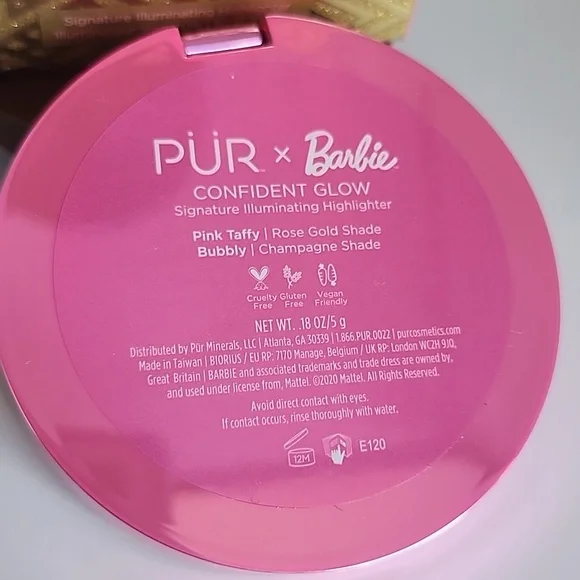 Signature Illuminating
PÜR™ × Barbie™
CONFIDENT GLOW
Signature Illuminating Highlighter
Pink Taffy | Rose Gold Shade
Bubbly | Champagne Shade
Cruelty Free
Gluten Free
Vegan Friendly
NET WT. .18 OZ/5 g
Distributed by Pür Minerals, LLC | Atlanta, GA 30339 | 1.866.PUR.0022 | purcosmetics.com
Made in Taiwan | BIORIUS / EU RP: 7170 Manage, Belgium / UK RP: London WC2H 9JQ,
Great Britain | BARBIE and associated trademarks and trade dress are owned by,
and used under license from, Mattel. ©2020 Mattel. All Rights Reserved.
Avoid direct contact with eyes.
If contact occurs, rinse thoroughly with water.
12M
E120